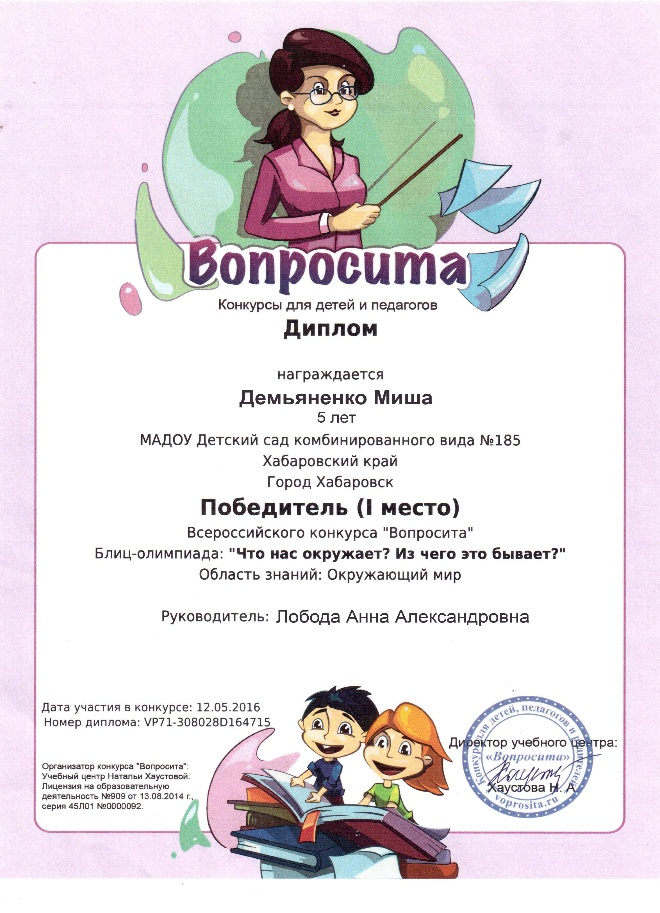 Вопросита
Конкурсы для детей и педагогов
Диплом
награждается
Демьяненко Миша
5 лет
МАДОУ Детский сад комбинированного вида №185
Хабаровский край
Город Хабаровск
Победитель (I место)
Всероссийского конкурса "Вопросита"
Блиц-олимпиада: "Что нас окружает? Из чего это бывает?"
Область знаний: Окружающий мир
Руководитель: Лобода Анна Александровна
Дата участия в конкурсе: 12.05.2016
Номер диплома: VP71-308028D164715
Организатор конкурса "Вопросита":
Учебный центр Натальи Хаустовой.
Лицензия на образовательную
деятельность №909 от 13.08.2014 г.,
серия 45Л01 №0000092.
Директор учебного центра:
Хаустова Н. А.
Конкурсы для детей, педагогов и родителей
«Вопросита»
voprosita.ru